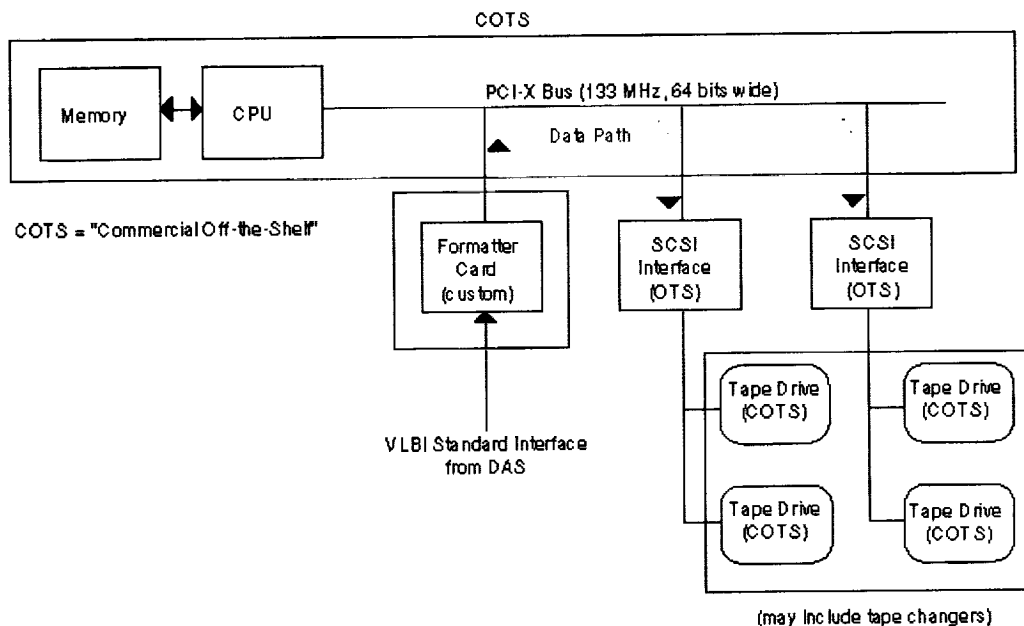 COTS
PCI-X Bus (133 MHz, 64 bits wide)
Memory
CPU
Data Path
COTS = "Commercial Off-the-Shelf"
Formatter
Card
(custom)
SCSI
Interface
(OTS)
SCSI
Interface
(OTS)
VLBI Standard Interface
from DAS
Tape Drive
(COTS)
Tape Drive
(COTS)
Tape Drive
(COTS)
Tape Drive
(COTS)
(may include tape changers)